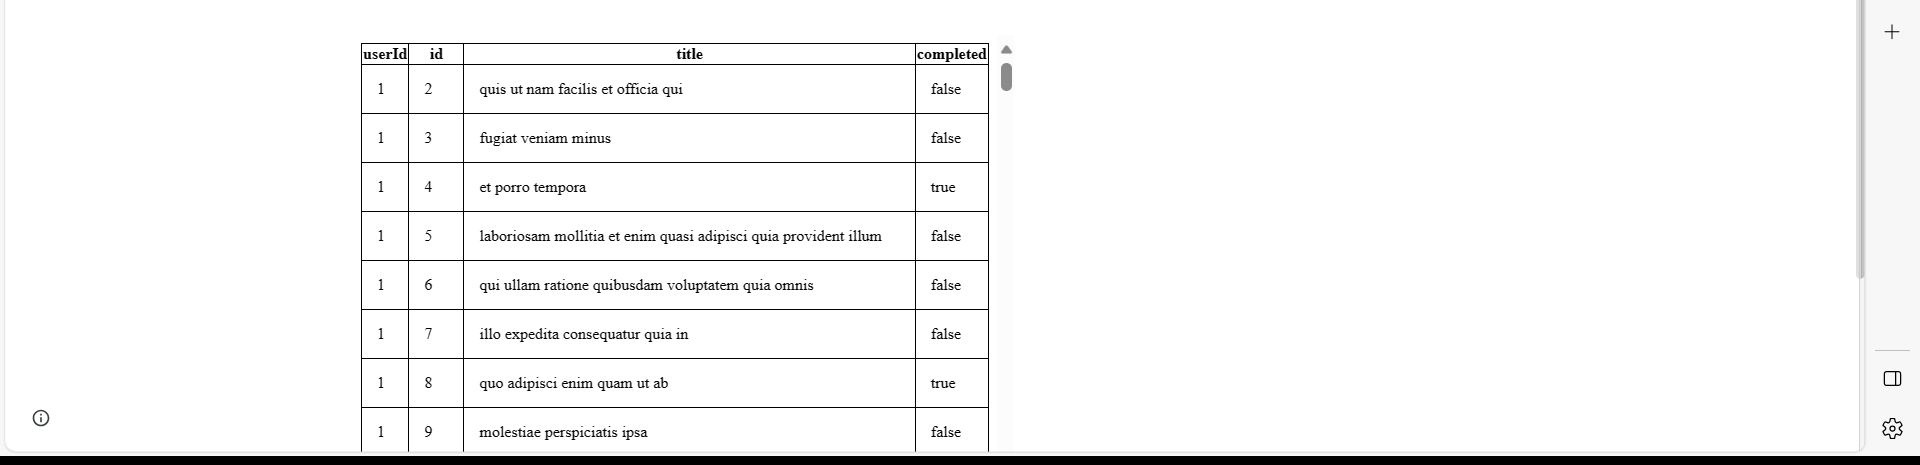 userId id title completed
1 2 quis ut nam facilis et officia qui false
1 3 fugiat veniam minus false
1 4 et porro tempora true
1 5 laboriosam mollitia et enim quasi adipisci quia provident illum false
1 6 qui ullam ratione quibusdam voluptatem quia omnis false
1 7 illo expedita consequatur quia in false
1 8 quo adipisci enim quam ut ab true
1 9 molestiae perspiciatis ipsa false